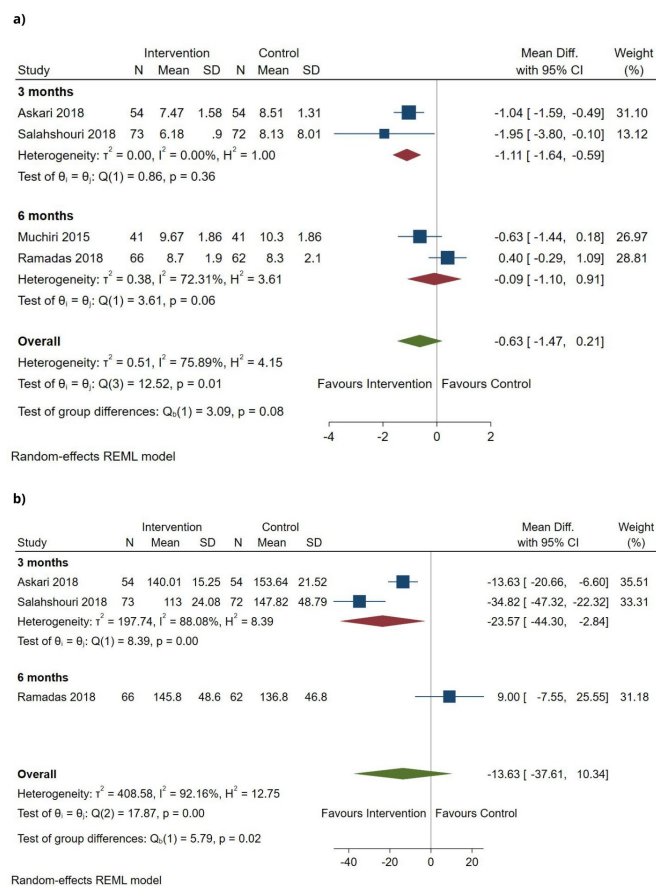 a)
Intervention Control Mean Diff. Weight
Study N Mean SD N Mean SD with 95% CI (%)
3 months
Askari 2018 54 7.47 1.58 54 8.51 1.31 -1.04 [ -1.59, -0.49] 31.10
Salahshouri 2018 73 6.18 .9 72 8.13 8.01 -1.95 [ -3.80, -0.10] 13.12
Heterogeneity: τ² = 0.00, I² = 0.00%, H² = 1.00 -1.11 [ -1.64, -0.59]
Test of θᵢ = θⱼ: Q(1) = 0.86, p = 0.36
6 months
Muchiri 2015 41 9.67 1.86 41 10.3 1.86 -0.63 [ -1.44, 0.18] 26.97
Ramadas 2018 66 8.7 1.9 62 8.3 2.1 0.40 [ -0.29, 1.09] 28.81
Heterogeneity: τ² = 0.38, I² = 72.31%, H² = 3.61 -0.09 [ -1.10, 0.91]
Test of θᵢ = θⱼ: Q(1) = 3.61, p = 0.06
Overall -0.63 [ -1.47, 0.21]
Heterogeneity: τ² = 0.51, I² = 75.89%, H² = 4.15
Test of θᵢ = θⱼ: Q(3) = 12.52, p = 0.01
Favours Intervention Favours Control
Test of group differences: Q_b(1) = 3.09, p = 0.08
-4 -2 0 2
Random-effects REML model
b)
Intervention Control Mean Diff. Weight
Study N Mean SD N Mean SD with 95% CI (%)
3 months
Askari 2018 54 140.01 15.25 54 153.64 21.52 -13.63 [ -20.66, -6.60] 35.51
Salahshouri 2018 73 113 24.08 72 147.82 48.79 -34.82 [ -47.32, -22.32] 33.31
Heterogeneity: τ² = 197.74, I² = 88.08%, H² = 8.39 -23.57 [ -44.30, -2.84]
Test of θᵢ = θⱼ: Q(1) = 8.39, p = 0.00
6 months
Ramadas 2018 66 145.8 48.6 62 136.8 46.8 9.00 [ -7.55, 25.55] 31.18
Overall -13.63 [ -37.61, 10.34]
Heterogeneity: τ² = 408.58, I² = 92.16%, H² = 12.75
Test of θᵢ = θⱼ: Q(2) = 17.87, p = 0.00
Favours Intervention Favours Control
Test of group differences: Q_b(1) = 5.79, p = 0.02
-40 -20 0 20
Random-effects REML model